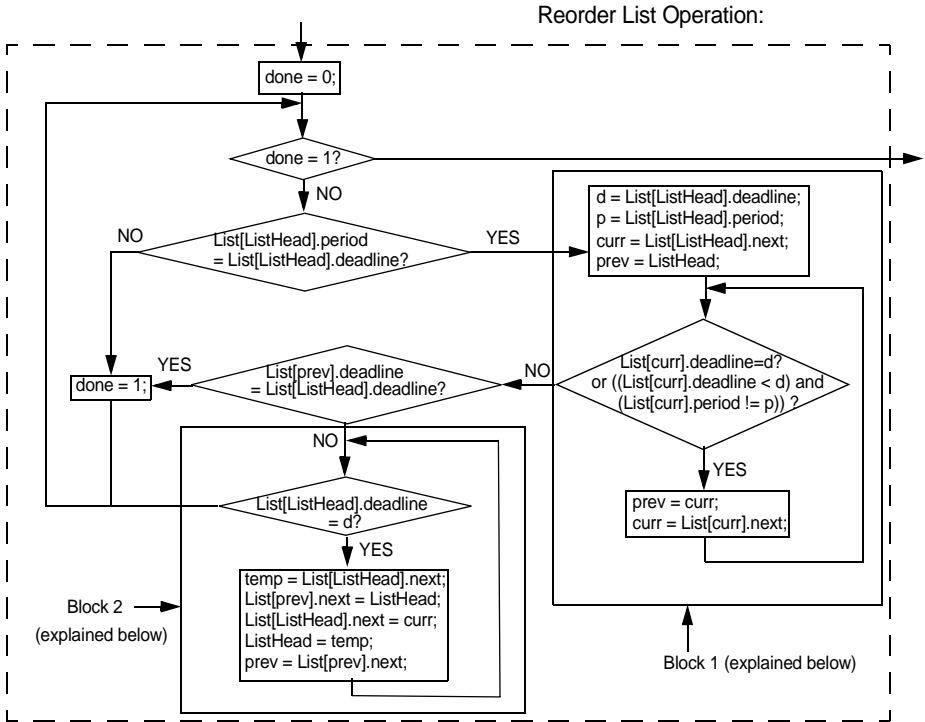 Reorder List Operation:
done = 0;
done = 1?
NO
List[ListHead].period
= List[ListHead].deadline?
NO
YES
d = List[ListHead].deadline;
p = List[ListHead].period;
curr = List[ListHead].next;
prev = ListHead;
List[curr].deadline=d?
or ((List[curr].deadline < d) and
(List[curr].period != p)) ?
NO
YES
prev = curr;
curr = List[curr].next;
List[prev].deadline
= List[ListHead].deadline?
YES
done = 1;
NO
List[ListHead].deadline
= d?
YES
temp = List[ListHead].next;
List[prev].next = ListHead;
List[ListHead].next = curr;
ListHead = temp;
prev = List[prev].next;
Block 2
(explained below)
Block 1 (explained below)